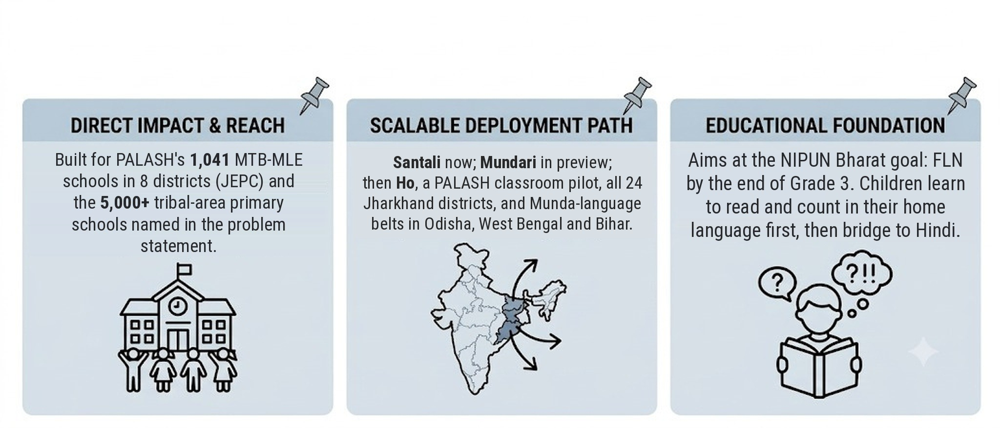 DIRECT IMPACT & REACH
Built for PALASH's 1,041 MTB-MLE
schools in 8 districts (JEPC) and
the 5,000+ tribal-area primary
schools named in the problem
statement.
SCALABLE DEPLOYMENT PATH
Santali now; Mundari in preview;
then Ho, a PALASH classroom pilot, all 24
Jharkhand districts, and Munda-language
belts in Odisha, West Bengal and Bihar.
EDUCATIONAL FOUNDATION
Aims at the NIPUN Bharat goal: FLN
by the end of Grade 3. Children learn
to read and count in their home
language first, then bridge to Hindi.
?
?!!